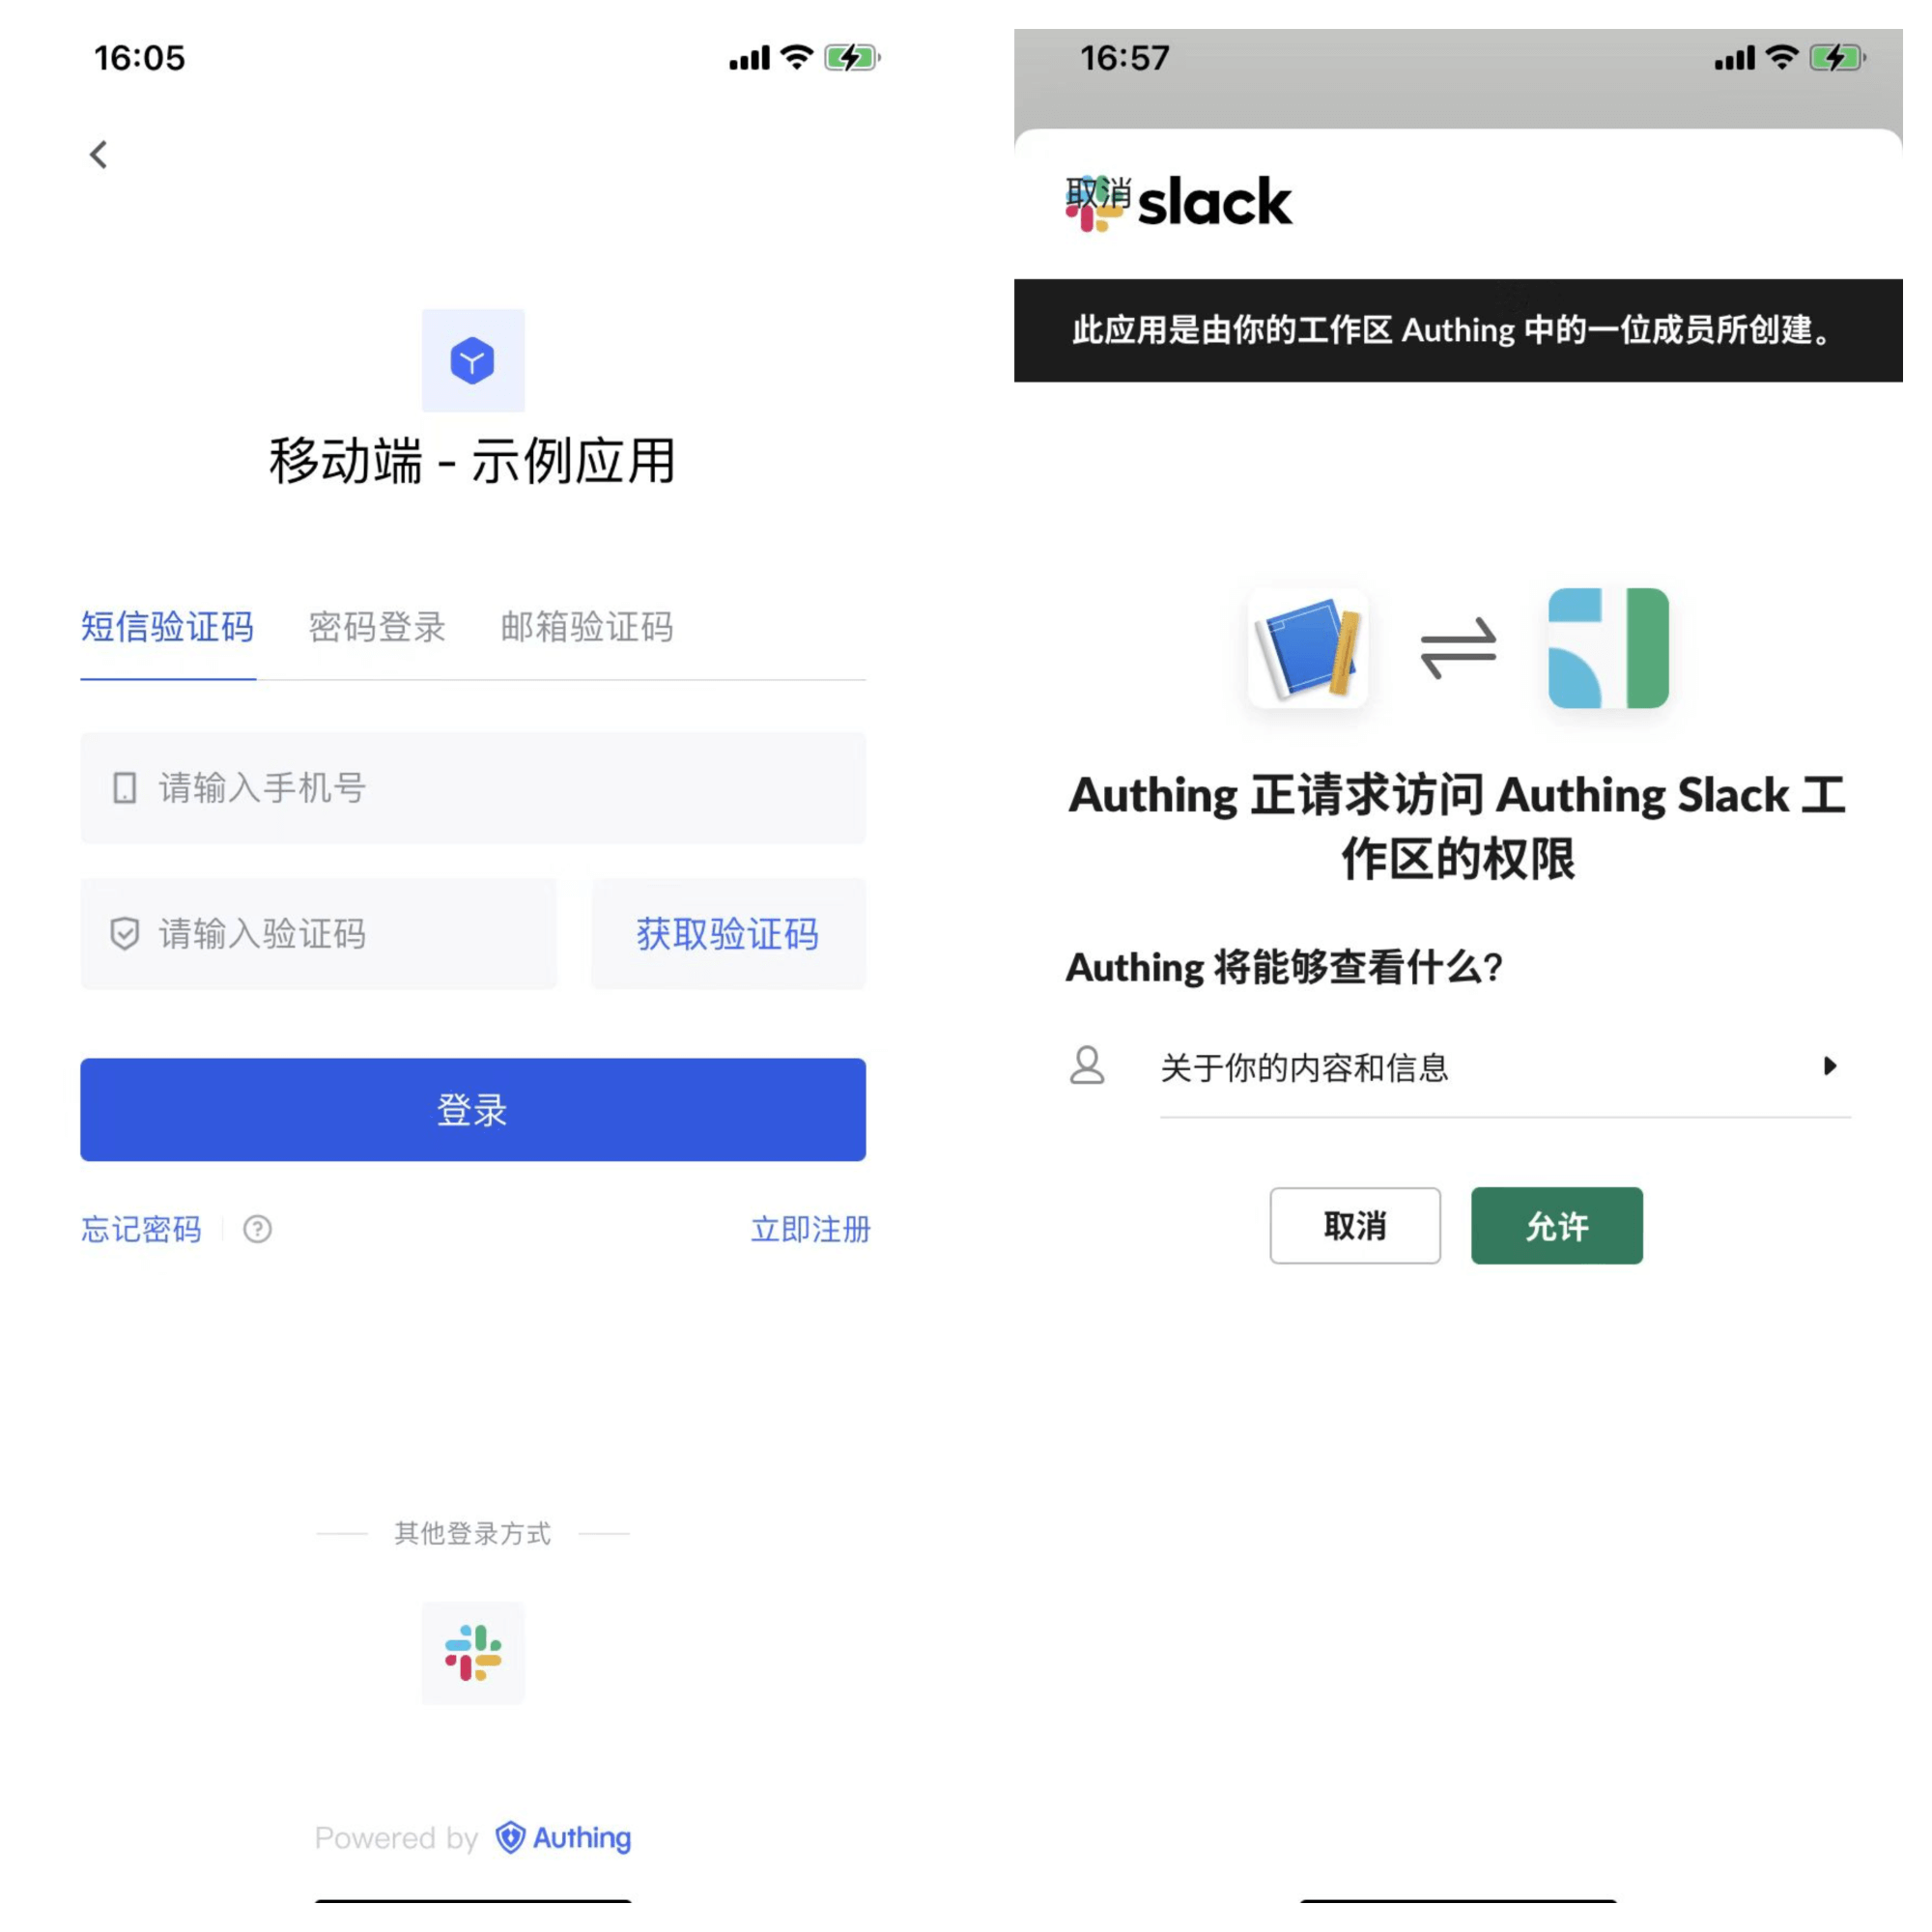 16:05
移动端 - 示例应用
短信验证码 密码登录 邮箱验证码
请输入手机号
请输入验证码 获取验证码
登录
忘记密码 ? 立即注册
其他登录方式
Powered by Authing
16:57
取消 slack
此应用是由你的工作区 Authing 中的一位成员所创建。
Authing 正请求访问 Authing Slack 工
作区的权限
Authing 将能够查看什么?
关于你的内容和信息
取消 允许